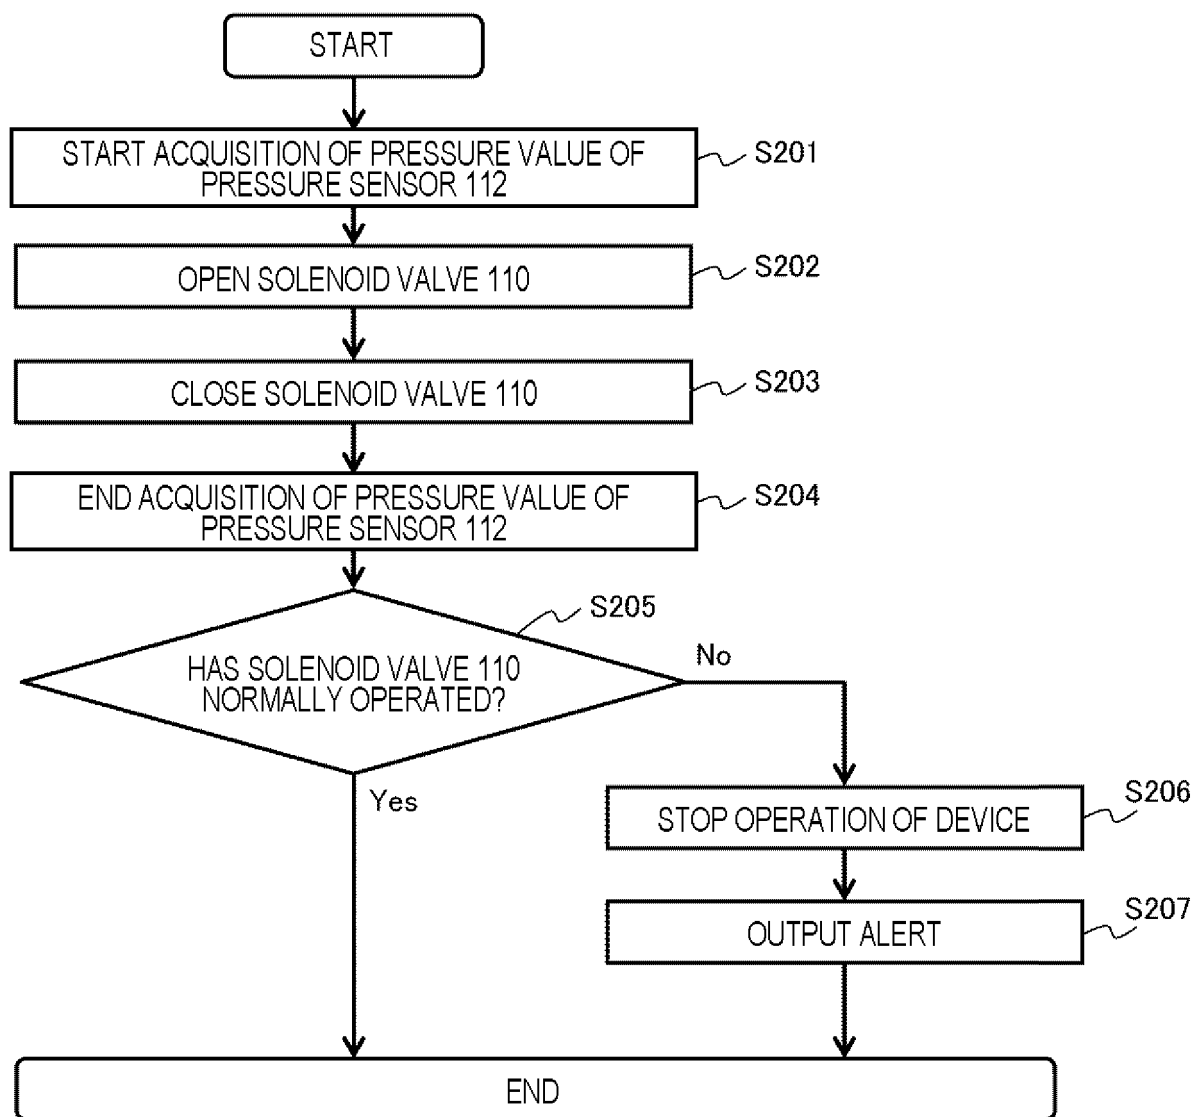 START
START ACQUISITION OF PRESSURE VALUE OF
PRESSURE SENSOR 112
S201
OPEN SOLENOID VALVE 110
S202
CLOSE SOLENOID VALVE 110
S203
END ACQUISITION OF PRESSURE VALUE OF
PRESSURE SENSOR 112
S204
S205
HAS SOLENOID VALVE 110
NORMALLY OPERATED?
No
Yes
STOP OPERATION OF DEVICE
S206
OUTPUT ALERT
S207
END